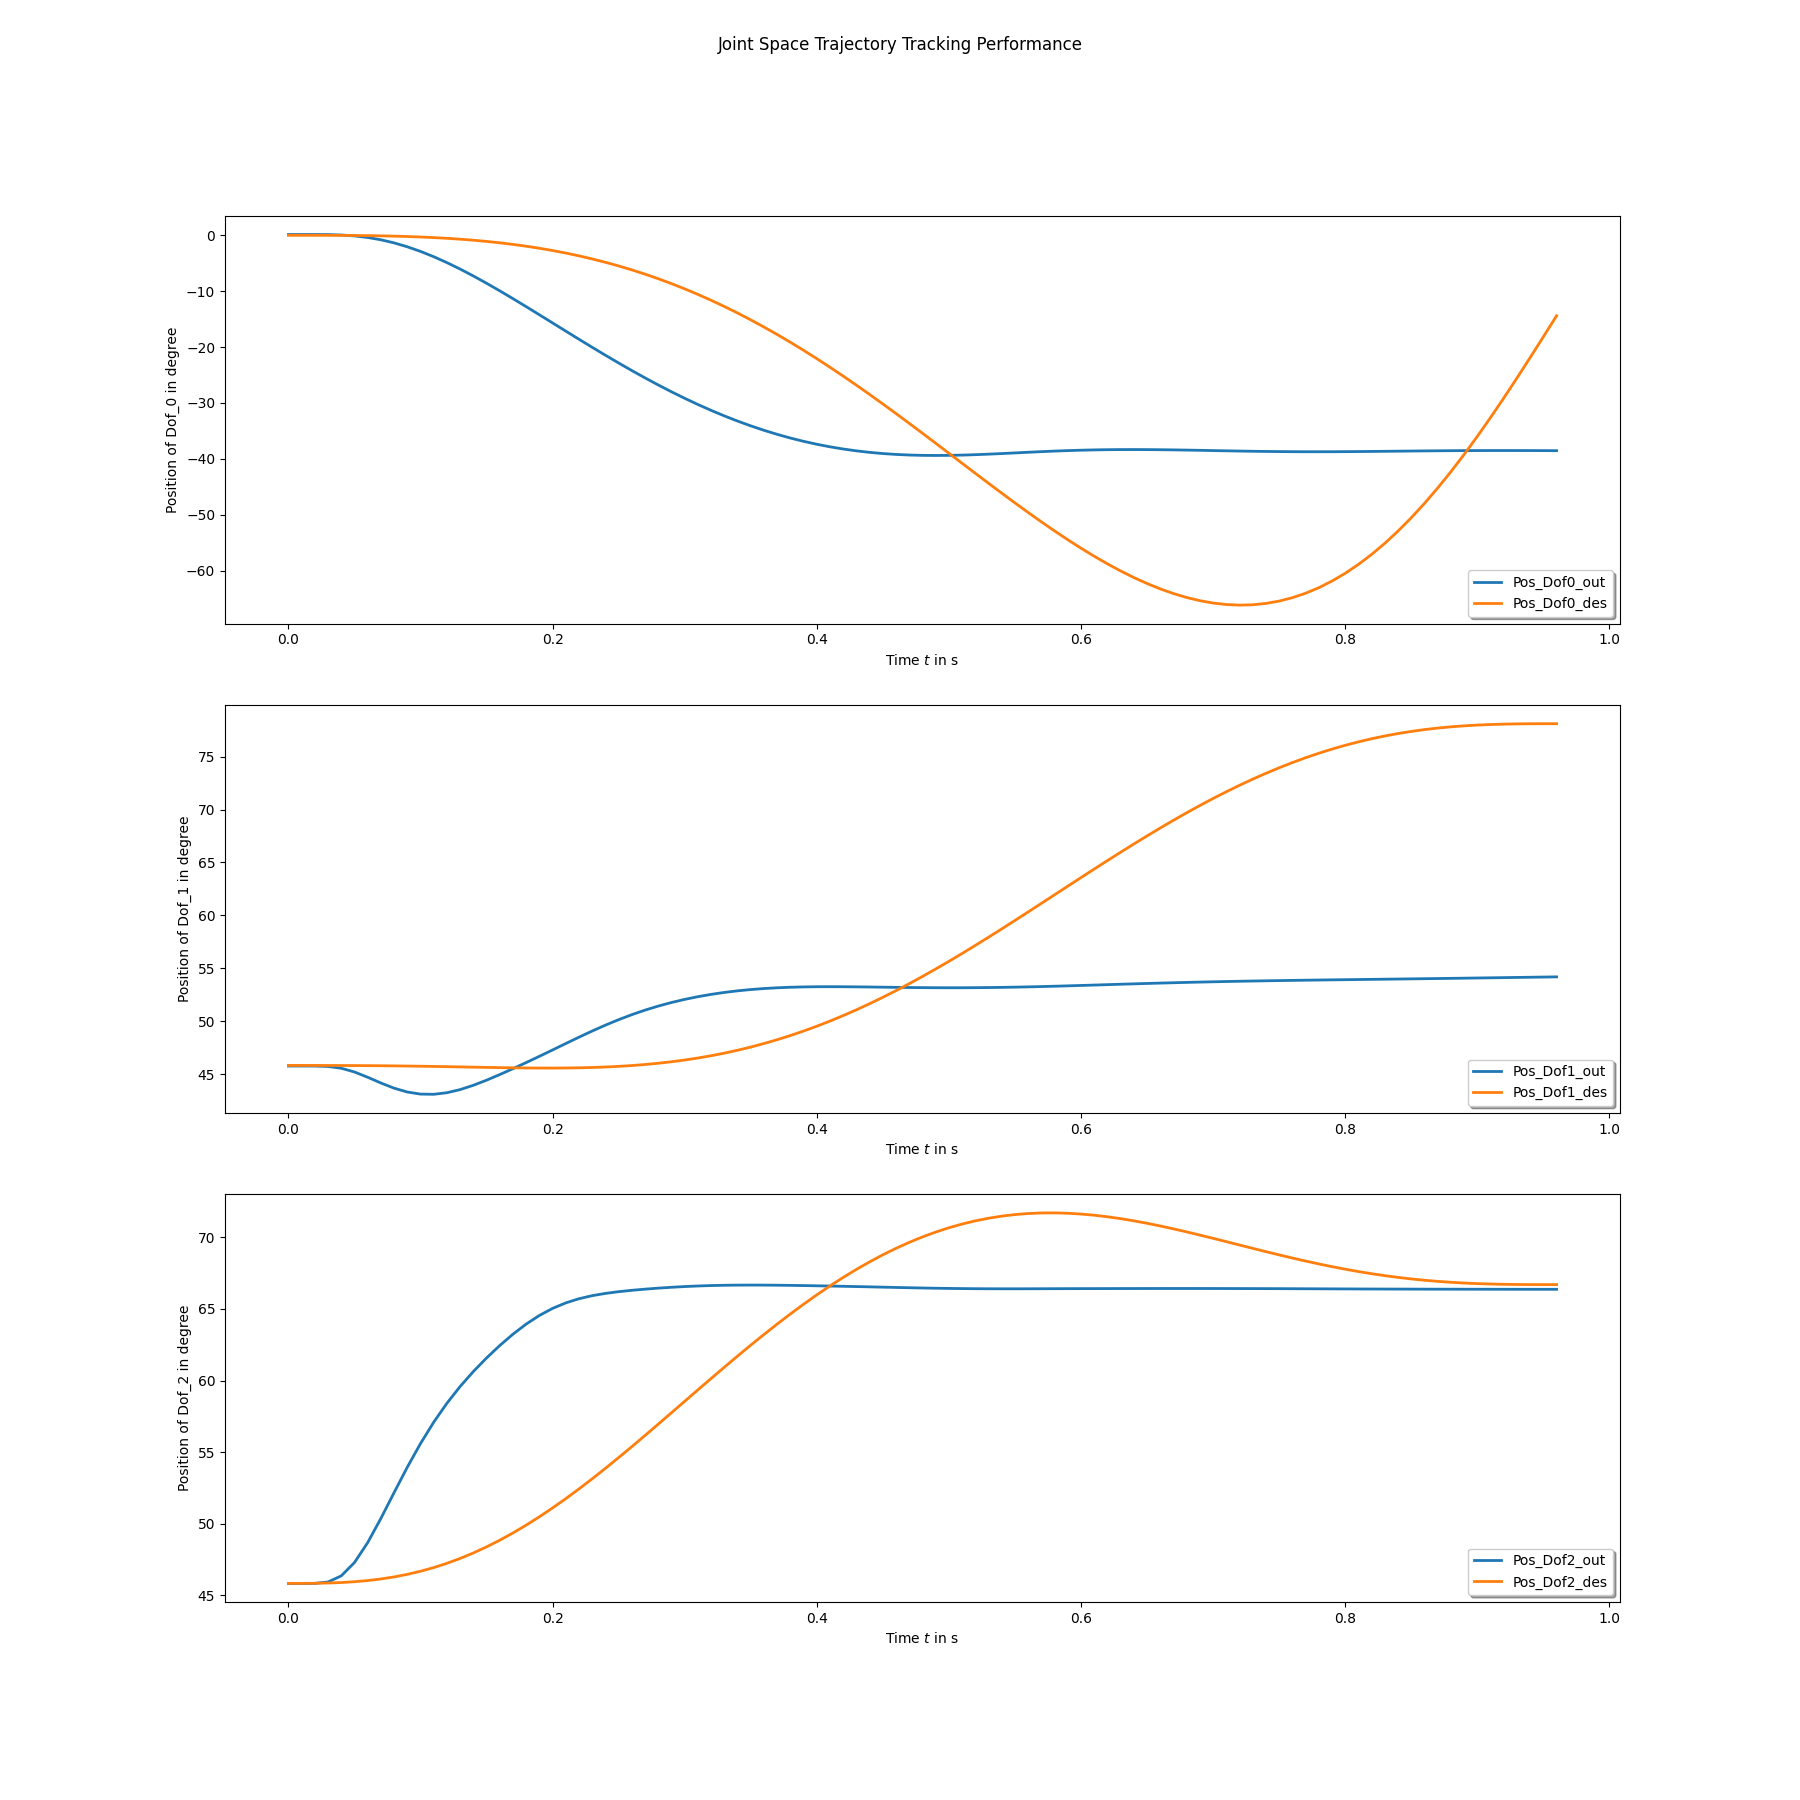 Joint Space Trajectory Tracking Performance
Position of Dof_0 in degree
0
−10
−20
−30
−40
−50
−60
Pos_Dof0_out
Pos_Dof0_des
0.0 0.2 0.4 0.6 0.8 1.0
Time t in s
Position of Dof_1 in degree
75
70
65
60
55
50
45
Pos_Dof1_out
Pos_Dof1_des
0.0 0.2 0.4 0.6 0.8 1.0
Time t in s
Position of Dof_2 in degree
70
65
60
55
50
45
Pos_Dof2_out
Pos_Dof2_des
0.0 0.2 0.4 0.6 0.8 1.0
Time t in s